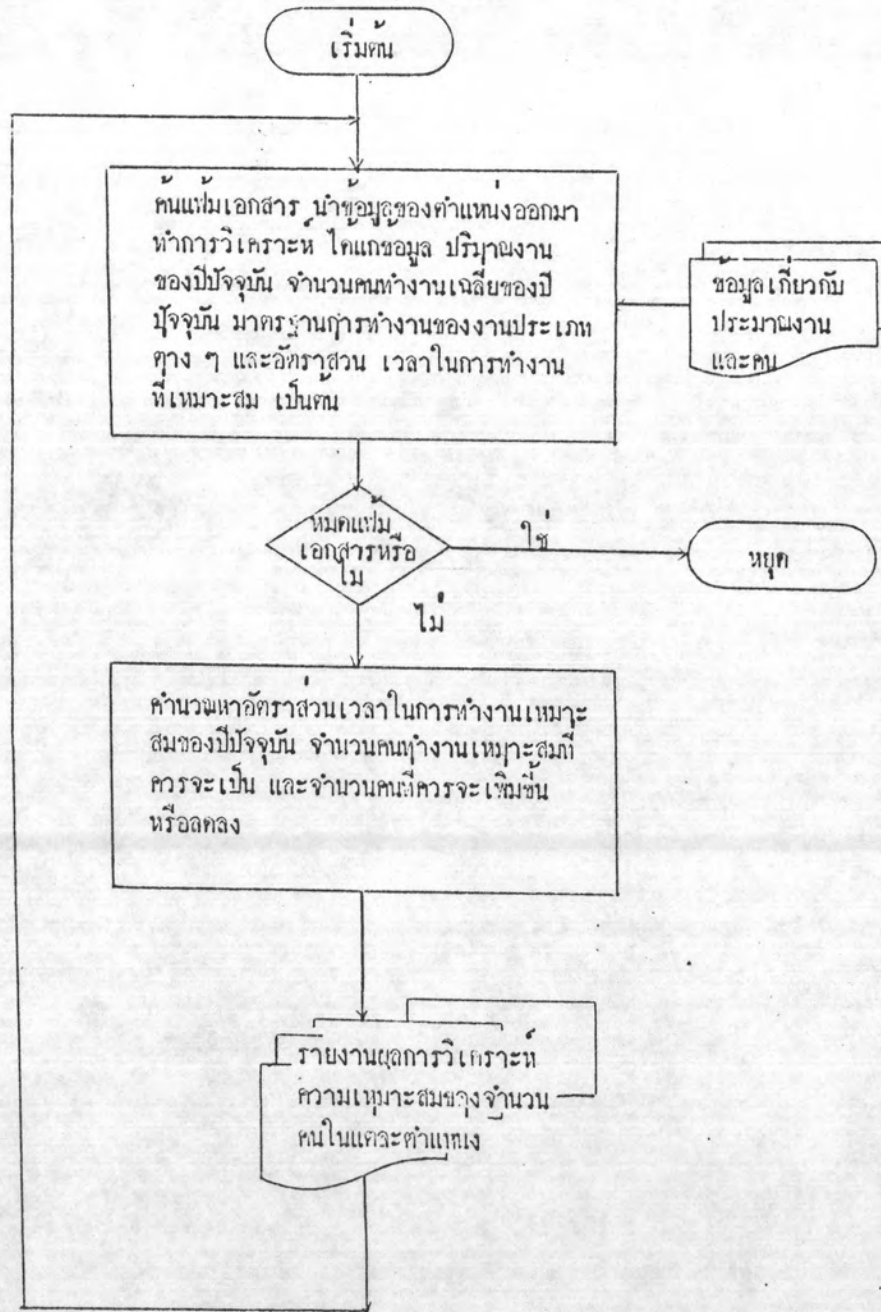 เริ่มต้น
ค้นแฟ้มเอกสาร นำข้อมูลของตำแหน่งออกมา
ทำการวิเคราะห์ ได้แก่ข้อมูล ปริมาณงาน
ของปีปัจจุบัน จำนวนคนทำงานเฉลี่ยของปี
ปัจจุบัน มาตรฐานการทำงานของงานประเภท
ต่าง ๆ และอัตราส่วน เวลาในการทำงาน
ที่เหมาะสม เป็นต้น
ข้อมูลเกี่ยวกับ
ประมาณงาน
และคน
หมดแฟ้ม
เอกสารหรือ
ไม่
ใช่
หยุด
ไม่
คำนวณหาอัตราส่วนเวลาในการทำงานเหมาะ
สมของปีปัจจุบัน จำนวนคนทำงานเหมาะสมที่
ควรจะเป็น และจำนวนคนที่ควรจะเพิ่มขึ้น
หรือลดลง
รายงานผลการวิเคราะห์
ความเหมาะสมของจำนวน
คนในแต่ละตำแหน่ง